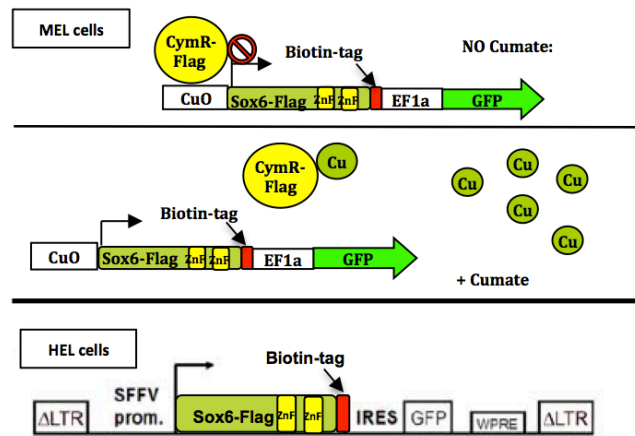 MEL cells
CymR-
Flag
Biotin-tag
NO Cumate:
CuO
Sox6-Flag
ZnF
ZnF
EF1a
GFP
CymR-
Flag
Cu
Cu
Cu
Cu
Cu
Cu
Biotin-tag
CuO
Sox6-Flag
ZnF
ZnF
EF1a
GFP
+ Cumate
HEL cells
Biotin-tag
SFFV
prom.
ΔLTR
Sox6-Flag
ZnF
ZnF
IRES
GFP
WPRE
ΔLTR